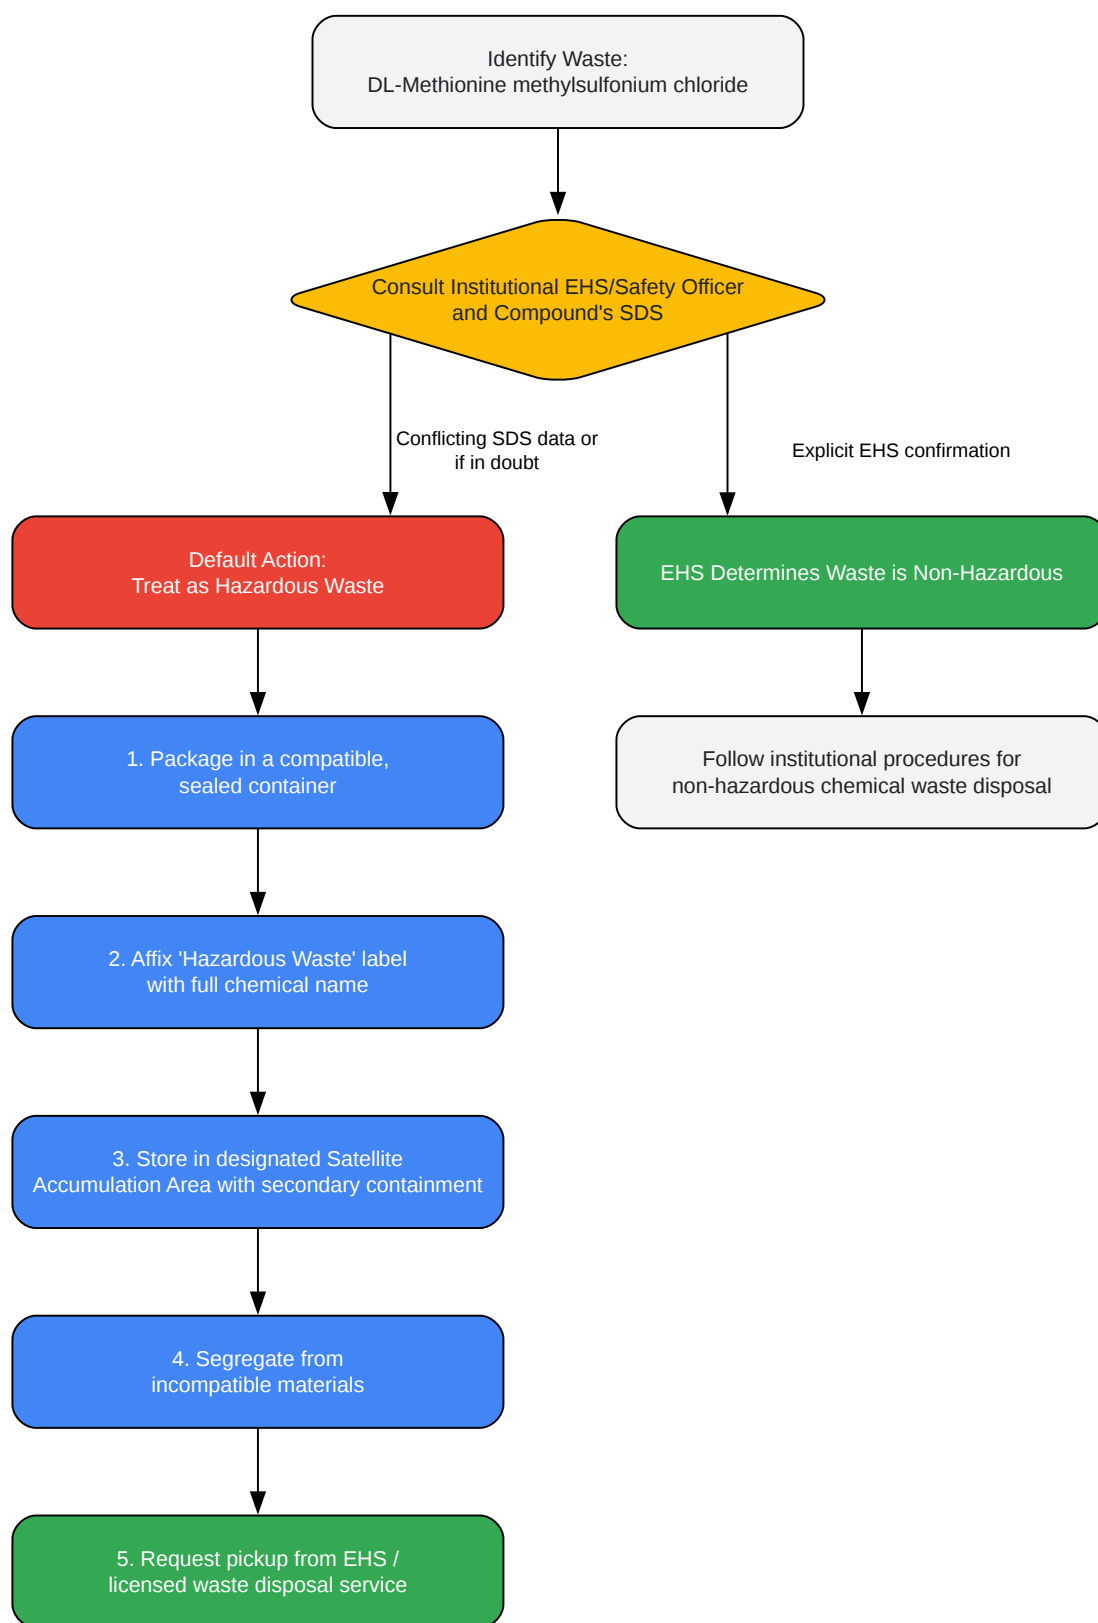 Identify Waste:
DL-Methionine methylsulfonium chloride
Consult Institutional EHS/Safety Officer
and Compound's SDS
Conflicting SDS data or
if in doubt
Explicit EHS confirmation
Default Action:
Treat as Hazardous Waste
EHS Determines Waste is Non-Hazardous
1. Package in a compatible,
sealed container
Follow institutional procedures for
non-hazardous chemical waste disposal
2. Affix 'Hazardous Waste' label
with full chemical name
3. Store in designated Satellite
Accumulation Area with secondary containment
4. Segregate from
incompatible materials
5. Request pickup from EHS /
licensed waste disposal service